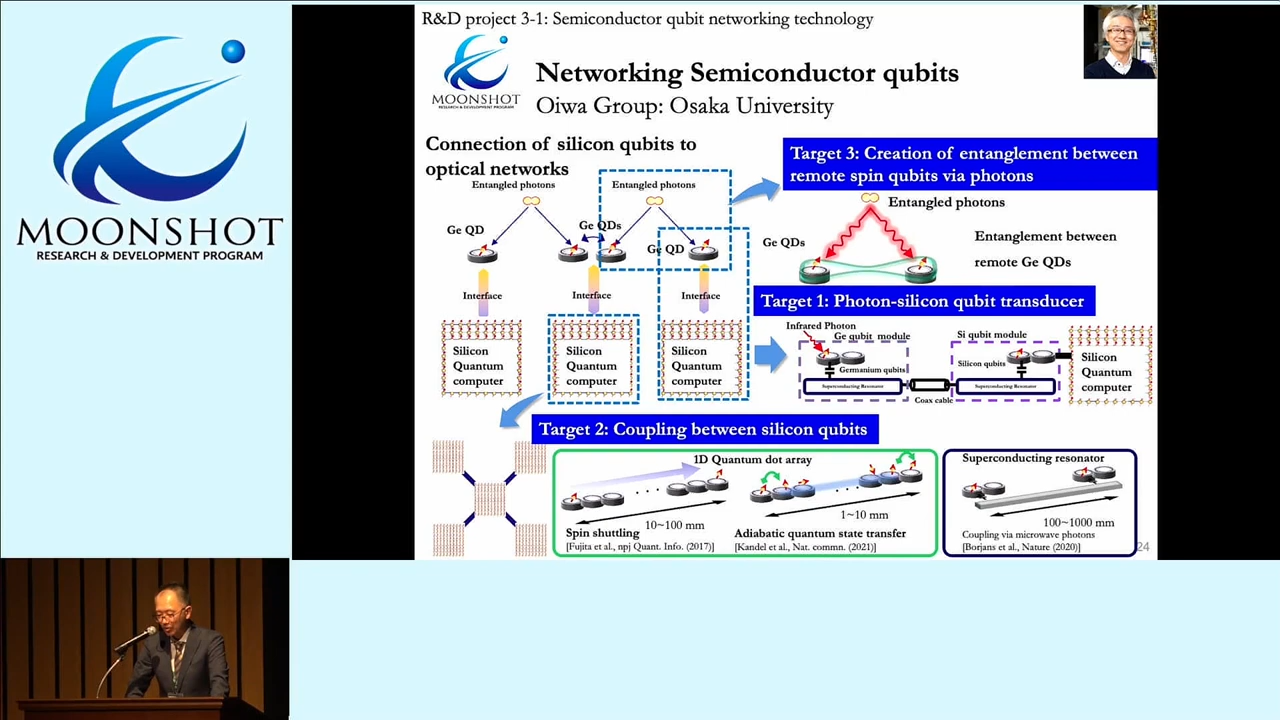 MOONSHOT
RESEARCH & DEVELOPMENT PROGRAM
R&D project 3-1: Semiconductor qubit networking technology
MOONSHOT
RESEARCH & DEVELOPMENT PROGRAM
Networking Semiconductor qubits
Oiwa Group: Osaka University
Connection of silicon qubits to
optical networks
Entangled photons
Entangled photons
Ge QD
Ge QDs
Ge QD
Interface
Interface
Interface
Silicon
Quantum
computer
Silicon
Quantum
computer
Silicon
Quantum
computer
Target 3: Creation of entanglement between
remote spin qubits via photons
Entangled photons
Ge QDs
Entanglement between
remote Ge QDs
Target 1: Photon-silicon qubit transducer
Infrared Photon
Ge qubit module
Si qubit module
Germanium qubits
Silicon qubits
Superconducting Resonator
Superconducting Resonator
Coax cable
Silicon
Quantum
computer
Target 2: Coupling between silicon qubits
1D Quantum dot array
10~100 mm
1~10 mm
Spin shuttling
[Fujita et al., npj Quant. Info. (2017)]
Adiabatic quantum state transfer
[Kandel et al., Nat. commn. (2021)]
Superconducting resonator
100~1000 mm
Coupling via microwave photons
[Borjans et al., Nature (2020)]
24